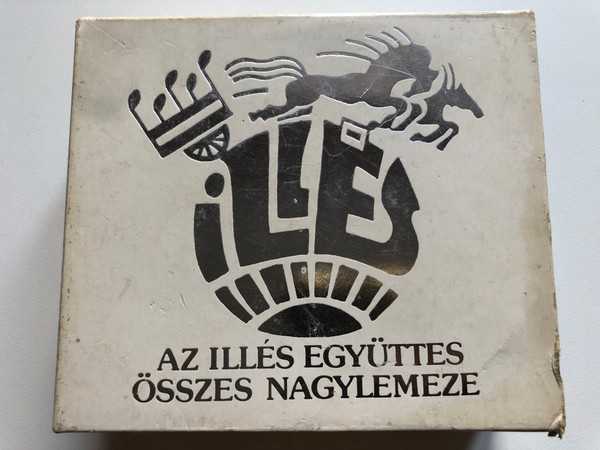 iLLÉS
AZ ILLÉS EGYÜTTES
ÖSSZES NAGYLEMEZE